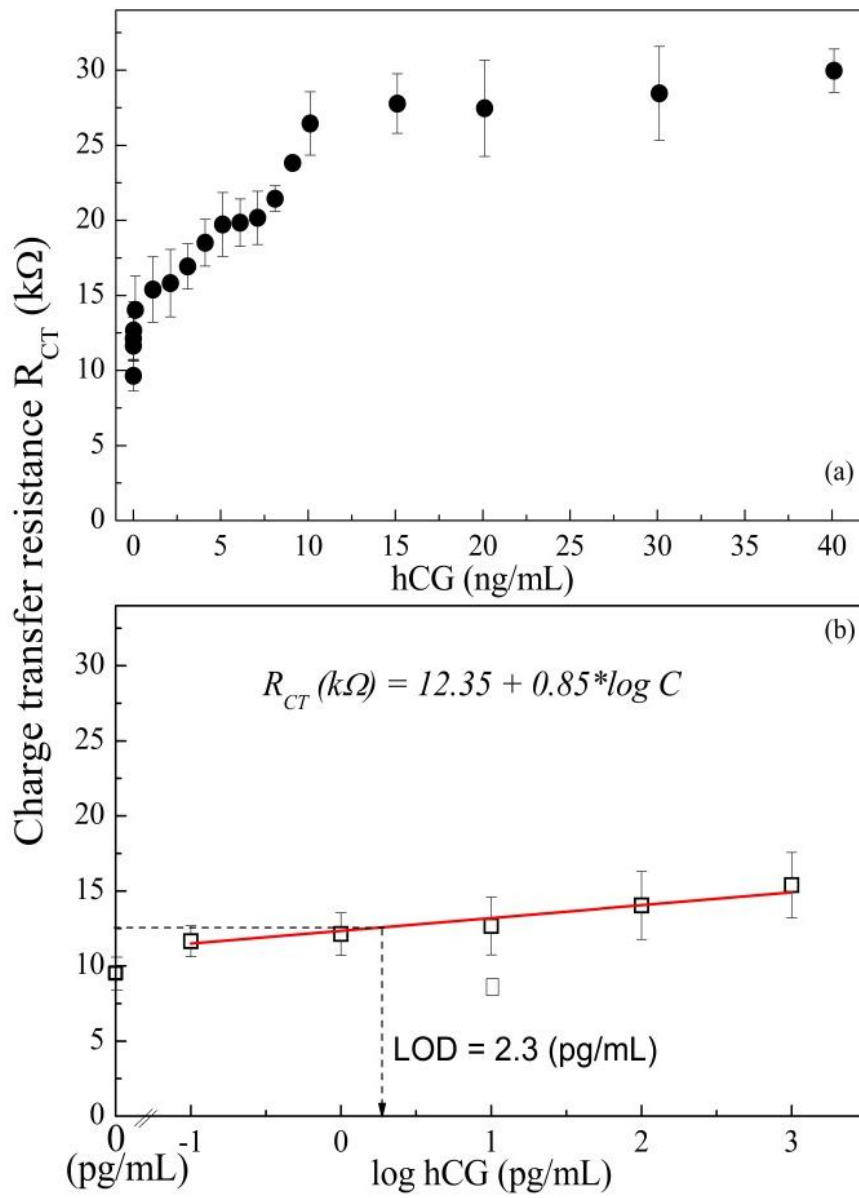 Charge transfer resistance R_CT (kΩ)
30
25
20
15
10
5
0
(a)
0 5 10 15 20 25 30 35 40
hCG (ng/mL)
(b)
R_CT (kΩ) = 12.35 + 0.85*log C
30
25
20
15
10
5
0
LOD = 2.3 (pg/mL)
0 // -1 0 1 2 3
(pg/mL) log hCG (pg/mL)